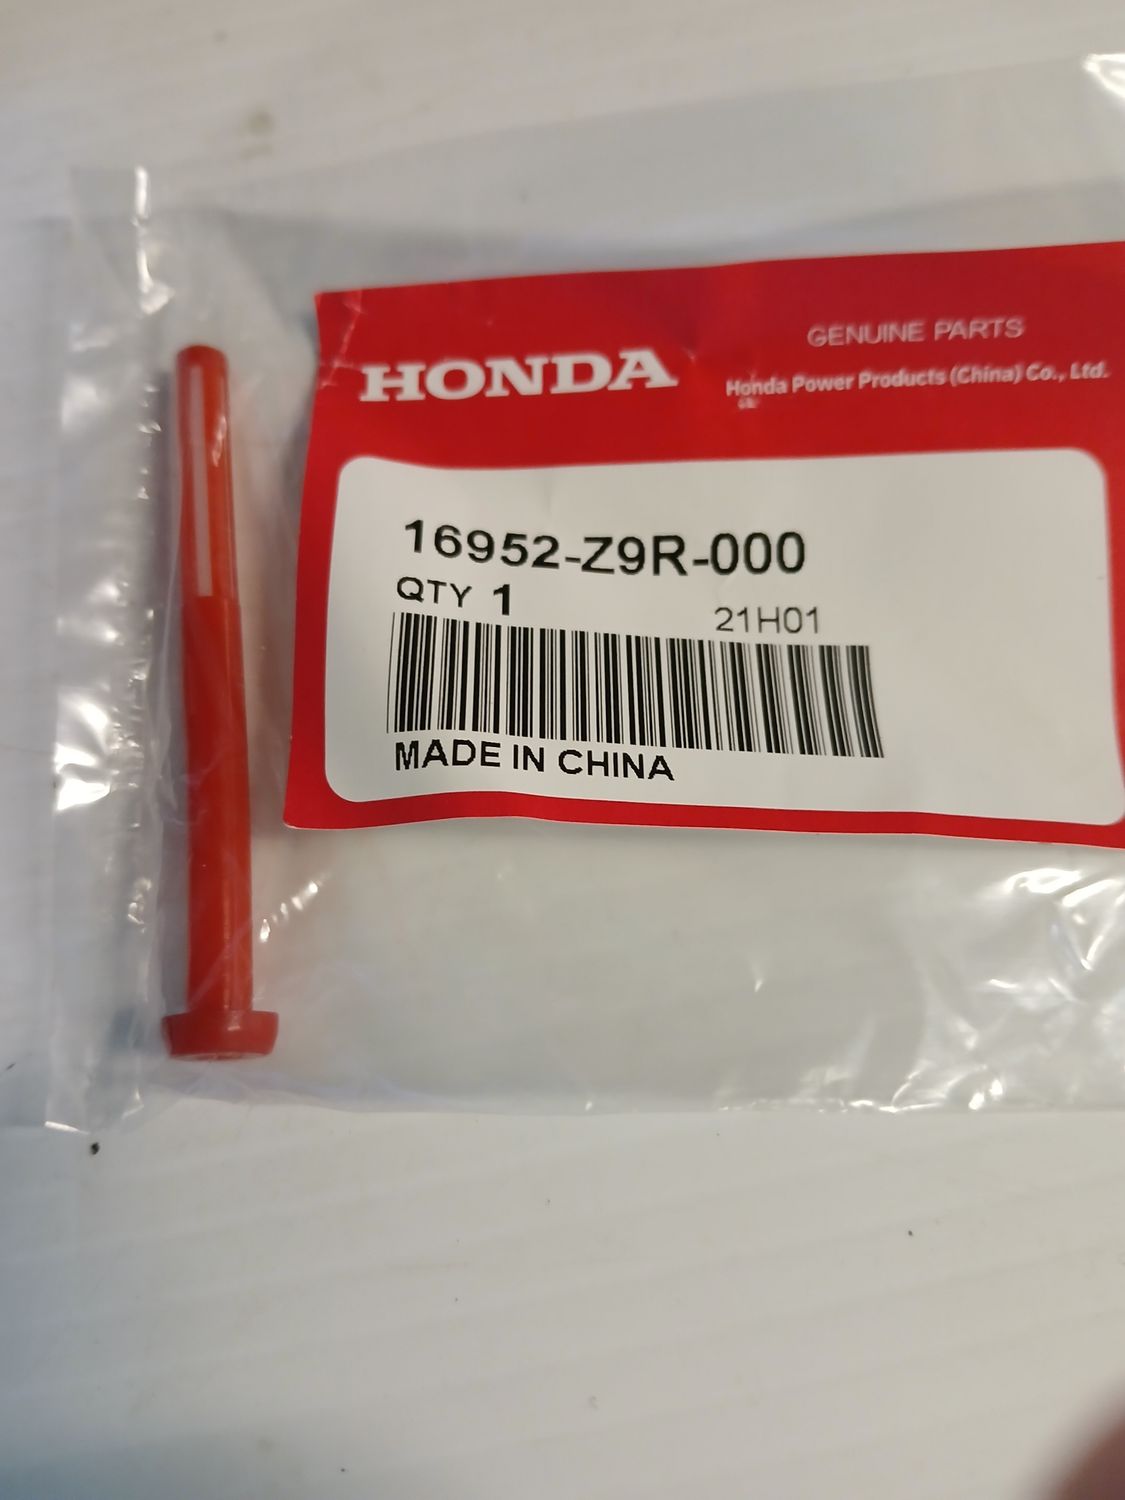 GENUINE PARTS
HONDA
Honda Power Products (China) Co., Ltd.
16952-Z9R-000
QTY 1
21H01
MADE IN CHINA